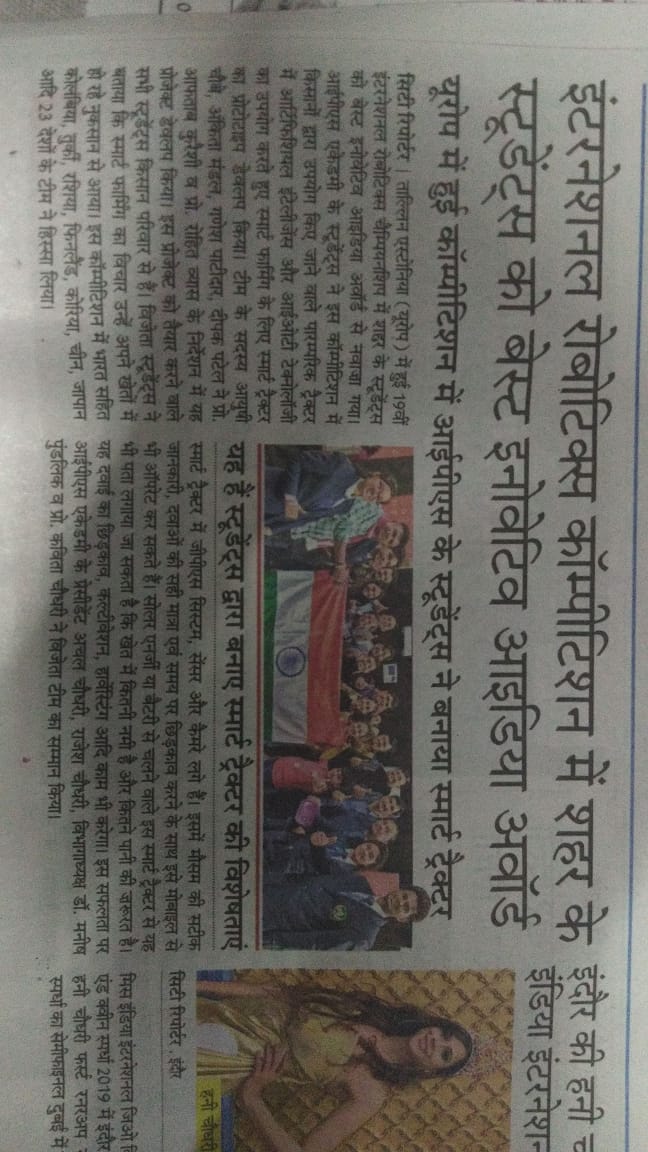 इंटरनेशनल रोबोटिक्स कॉम्पीटिशन में शहर के
स्टूडेंट्स को बेस्ट इनोवेटिव आइडिया अवॉर्ड
यूरोप में हुई कॉम्पीटिशन में आईपीएस के स्टूडेंट्स ने बनाया स्मार्ट ट्रैक्टर
सिटी रिपोर्टर | तालिन एस्टोनिया (यूरोप) में हुई 19वीं
इंटरनेशनल रोबोटिक्स चैम्पियनशिप में शहर के स्टूडेंट्स
को बेस्ट इनोवेटिव आइडिया अवॉर्ड से नवाजा गया।
आईपीएस एकेडमी के स्टूडेंट्स ने इस कॉम्पीटिशन में
किसानों द्वारा उपयोग किए जाने वाले पारम्परिक ट्रैक्टर
में आर्टिफिशियल इंटेलीजेंस और आईओटी टेक्नालॉजी
का उपयोग करते हुए स्मार्ट फार्मिंग के लिए स्मार्ट ट्रैक्टर
का प्रोटोटाइप डेवलप किया। टीम के सदस्य आयुषी
चौबे, अंकिता मंडल, गणेश पाटीदार, दीपक पटेल ने प्रो.
आफताब कुरैशी व प्रो. रोहित व्यास के निर्देशन में यह
प्रोजेक्ट डेवलप किया। इस प्रोजेक्ट को तैयार करने वाले
सभी स्टूडेंट्स किसान परिवार से है। विजेता स्टूडेंट्स ने
बताया कि स्मार्ट फार्मिंग का विचार उन्हें अपने खेतों में
हो रहे नुकसान से आया। इस कॉम्पीटिशन में भारत सहित
कोलंबिया, तुर्की, रशिया, फिनलैंड, कोरिया, चीन, जापान
आदि 23 देशों के टीम ने हिस्सा लिया।
यह है स्टूडेंट्स द्वारा बनाए स्मार्ट ट्रैक्टर की विशेषताएं
स्मार्ट ट्रैक्टर में जीपीएस सिस्टम, सेंसर और कैमरे लगे हैं। इसमें मौसम की सटीक
जानकारी, दवाओं की सही मात्रा एवं समय पर छिड़काव करने के साथ इसे मोबाइल से
भी ऑपरेट कर सकते हैं। सोलर एनर्जी या बैटरी से चलने वाले इस स्मार्ट ट्रैक्टर से यह
भी पता लगाया जा सकता है कि खेत में कितनी नमी है और कितने पानी की जरूरत है।
यह दवाई का छिड़काव, कल्टीवेशन, हार्वेस्टिंग आदि काम भी करेगा। इस सफलता पर
आईपीएस एकेडमी के प्रेसीडेंट अचल चौधरी, राजेश चौधरी, विभागाध्यक्ष डॉ. मनीष
पुंडलिक व प्रो. कविता चौधरी ने विजेता टीम का सम्मान किया।
इंदौर की हनी
इंडिया इंटरनेशन
हनी चौधरी
सिटी रिपोर्टर . इंदौर
मिस इंडिया इंटरनेशनल जिओ
एंड क्वीन स्पर्धा 2019 में इंदौर
हनी चौधरी फर्स्ट रनरअप
स्पर्धा का सेमीफाइनल दुबई में